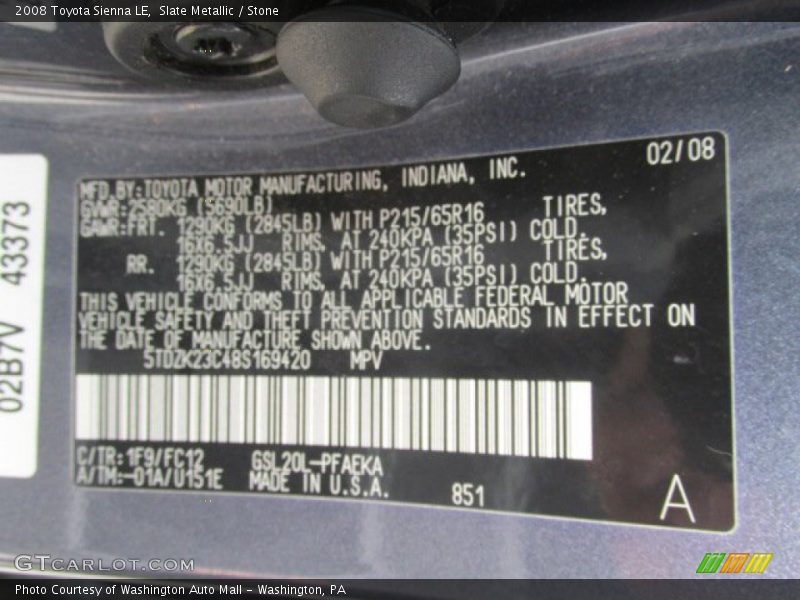 2008 Toyota Sienna LE, Slate Metallic / Stone
02/08
MFD.BY:TOYOTA MOTOR MANUFACTURING, INDIANA, INC.
GVWR:2580KG (5690LB)
GAWR:FRT. 1290KG (2845LB) WITH P215/65R16 TIRES,
16X6.5JJ RIMS, AT 240KPA (35PSI) COLD.
RR. 1290KG (2845LB) WITH P215/65R16 TIRES,
16X6.5JJ RIMS, AT 240KPA (35PSI) COLD.
THIS VEHICLE CONFORMS TO ALL APPLICABLE FEDERAL MOTOR
VEHICLE SAFETY AND THEFT PREVENTION STANDARDS IN EFFECT ON
THE DATE OF MANUFACTURE SHOWN ABOVE.
5TDZK23C48S169420 MPV
C/TR:1F9/FC12 GSL20L-PFAEKA
A/TM:-01A/U151E MADE IN U.S.A. 851 A
02B7V 43373
GTCARLOT.COM
Photo Courtesy of Washington Auto Mall - Washington, PA